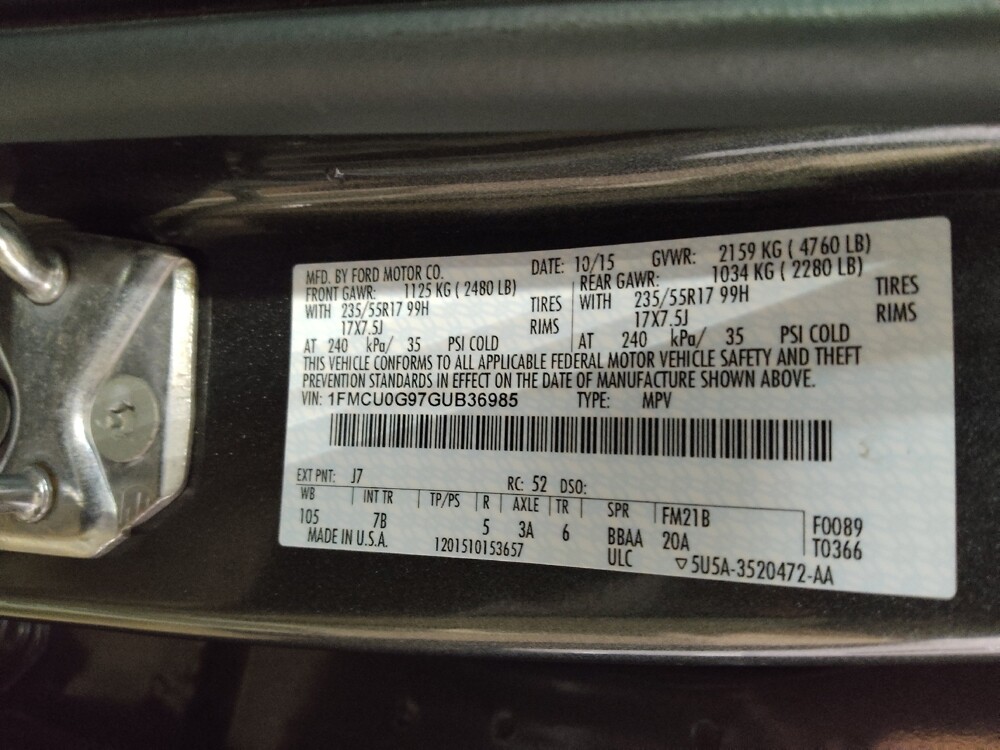 MFD. BY FORD MOTOR CO. DATE: 10/15 GVWR: 2159 KG ( 4760 LB)
FRONT GAWR: 1125 KG ( 2480 LB) REAR GAWR: 1034 KG ( 2280 LB)
WITH 235/55R17 99H TIRES WITH 235/55R17 99H TIRES
17X7.5J RIMS 17X7.5J RIMS
AT 240 kPa/ 35 PSI COLD AT 240 kPa/ 35 PSI COLD
THIS VEHICLE CONFORMS TO ALL APPLICABLE FEDERAL MOTOR VEHICLE SAFETY AND THEFT
PREVENTION STANDARDS IN EFFECT ON THE DATE OF MANUFACTURE SHOWN ABOVE.
VIN: 1FMCU0G97GUB36985 TYPE: MPV
EXT PNT: J7 RC: 52 DSO:
WB INT TR TP/PS R AXLE TR SPR FM21B F0089
105 7B 5 3A 6 BBAA 20A T0366
MADE IN U.S.A. 1201510153657 ULC ▽5U5A-3520472-AA